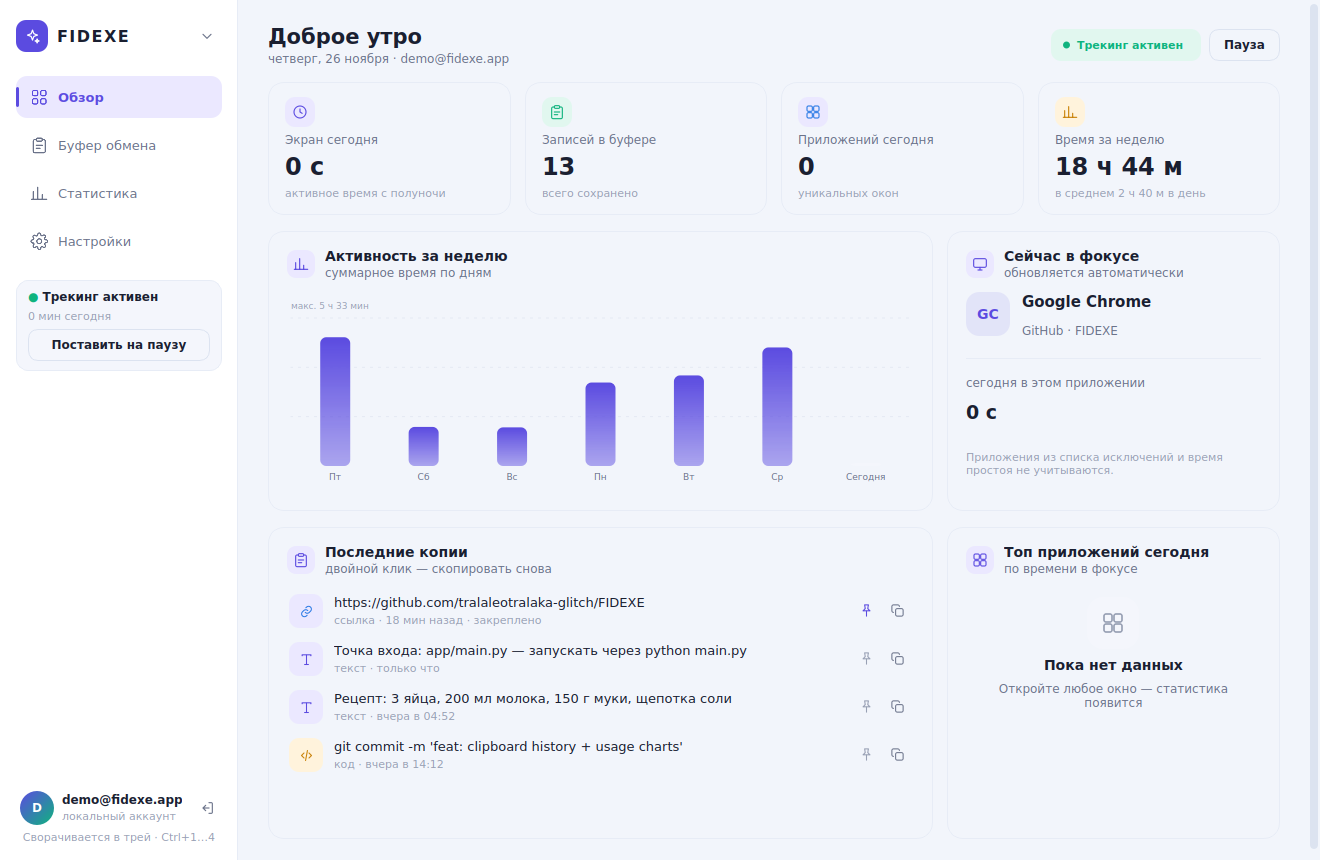 FIDEXE
Обзор
Буфер обмена
Статистика
Настройки
Трекинг активен
0 мин сегодня
Поставить на паузу
D
demo@fidexe.app
локальный аккаунт
Сворачивается в трей · Ctrl+1…4
Доброе утро
четверг, 26 ноября · demo@fidexe.app
Трекинг активен
Пауза
Экран сегодня
0 с
активное время с полуночи
Записей в буфере
13
всего сохранено
Приложений сегодня
0
уникальных окон
Время за неделю
18 ч 44 м
в среднем 2 ч 40 м в день
Активность за неделю
суммарное время по дням
макс. 5 ч 33 мин
Пт Сб Вс Пн Вт Ср Сегодня
Сейчас в фокусе
обновляется автоматически
GC
Google Chrome
GitHub · FIDEXE
сегодня в этом приложении
0 с
Приложения из списка исключений и время
простоя не учитываются.
Последние копии
двойной клик — скопировать снова
https://github.com/tralaleotralaka-glitch/FIDEXE
ссылка · 18 мин назад · закреплено
Точка входа: app/main.py — запускать через python main.py
текст · только что
Рецепт: 3 яйца, 200 мл молока, 150 г муки, щепотка соли
текст · вчера в 04:52
git commit -m 'feat: clipboard history + usage charts'
код · вчера в 14:12
Топ приложений сегодня
по времени в фокусе
Пока нет данных
Откройте любое окно — статистика
появится